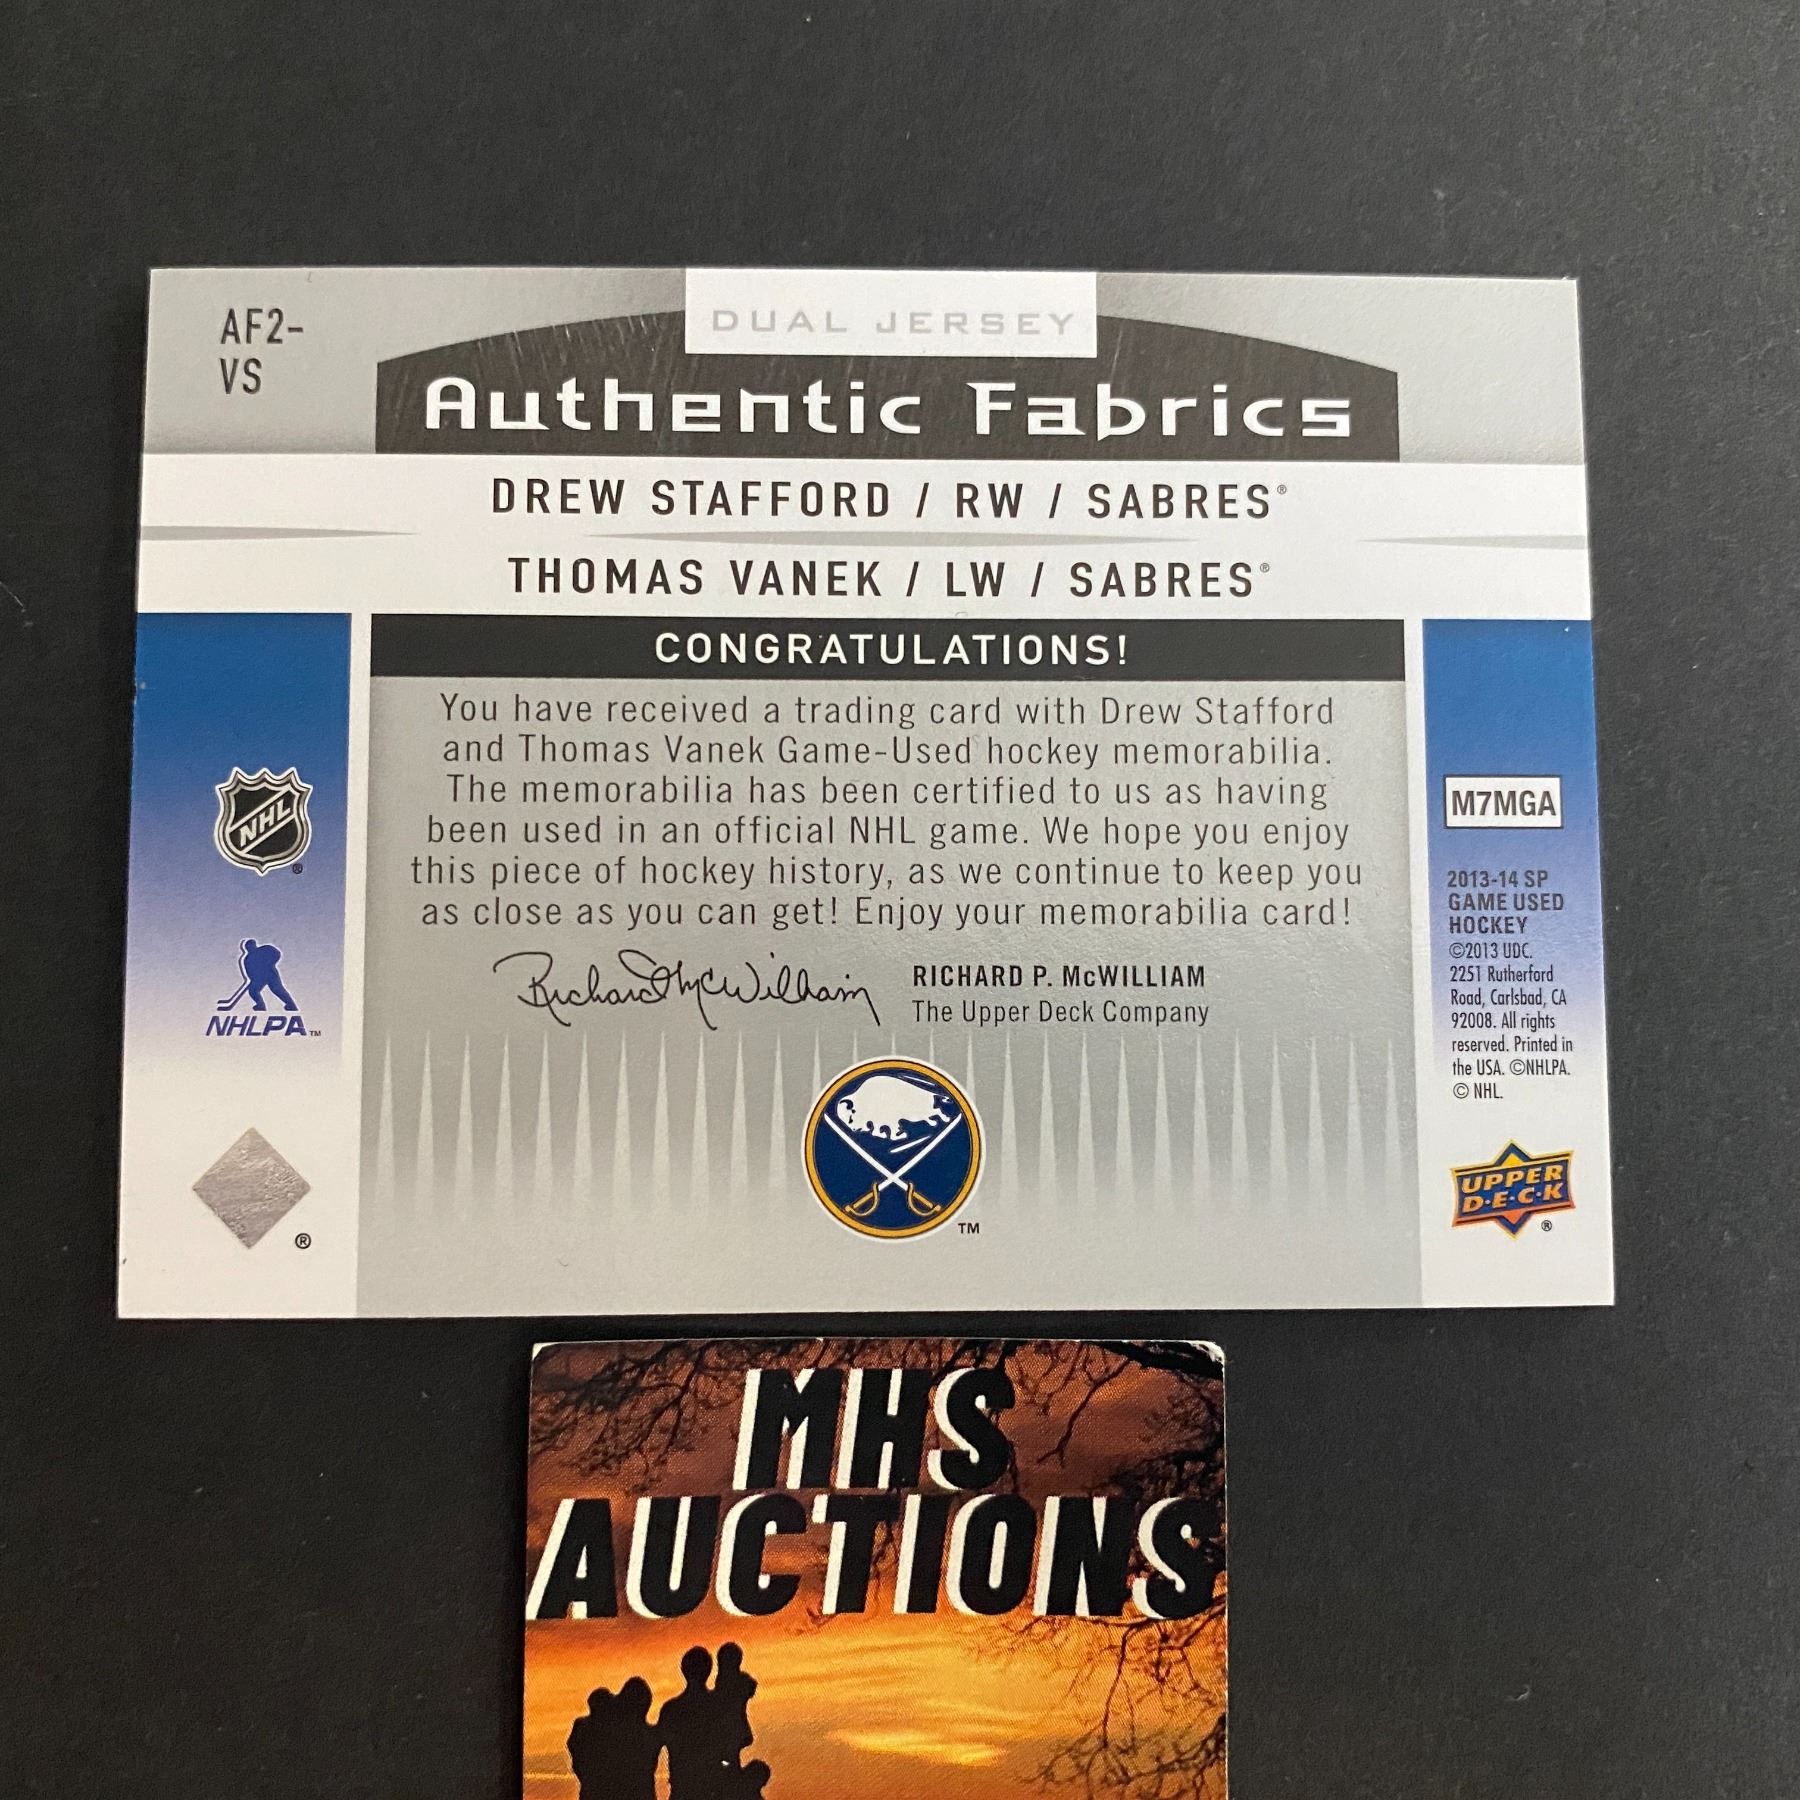 AF2-
VS
DUAL JERSEY
Authentic Fabrics
DREW STAFFORD / RW / SABRES®
THOMAS VANEK / LW / SABRES®
CONGRATULATIONS!
You have received a trading card with Drew Stafford
and Thomas Vanek Game-Used hockey memorabilia.
The memorabilia has been certified to us as having
been used in an official NHL game. We hope you enjoy
this piece of hockey history, as we continue to keep you
as close as you can get! Enjoy your memorabilia card!
Richard McWilliam
RICHARD P. McWILLIAM
The Upper Deck Company
NHL
®
NHLPA™
®
TM
M7MGA
2013-14 SP
GAME USED
HOCKEY
©2013 UDC.
2251 Rutherford
Road, Carlsbad, CA
92008. All rights
reserved. Printed in
the USA. ©NHLPA.
© NHL.
UPPER
D·E·C·K
®
MHS
AUCTIONS